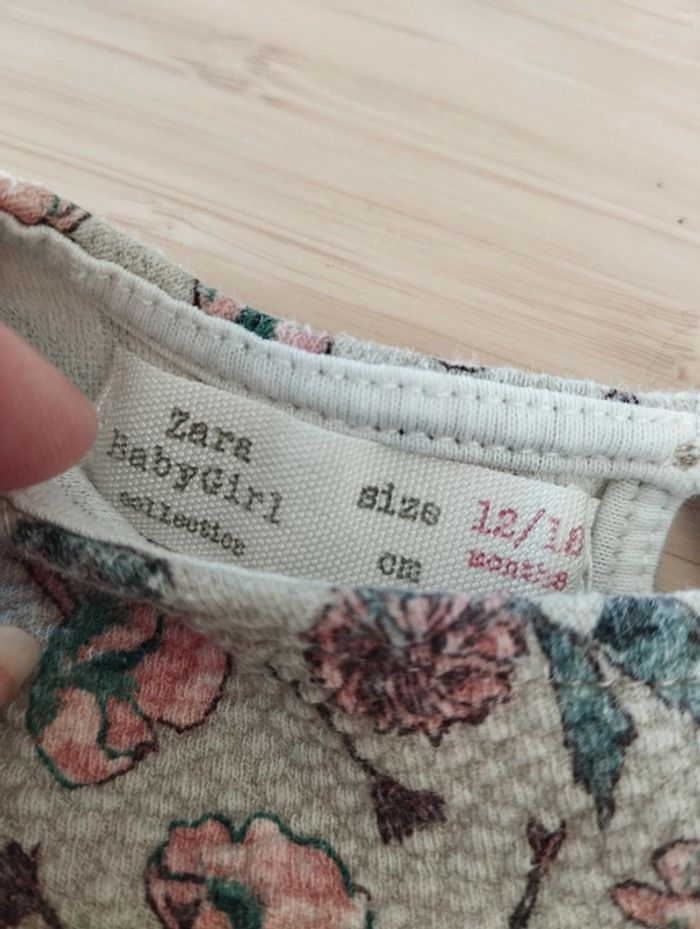 Zara
BabyGirl
collection
size 12/18
cm months